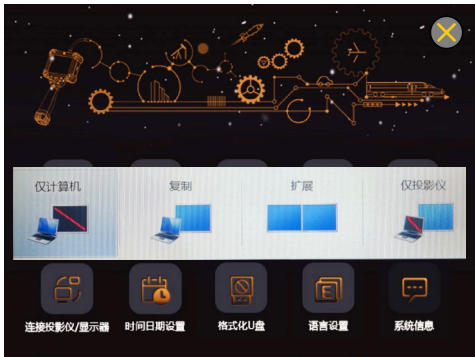 仅计算机
复制
扩展
仅投影仪
连接投影仪/显示器
时间日期设置
格式化U盘
语言设置
系统信息